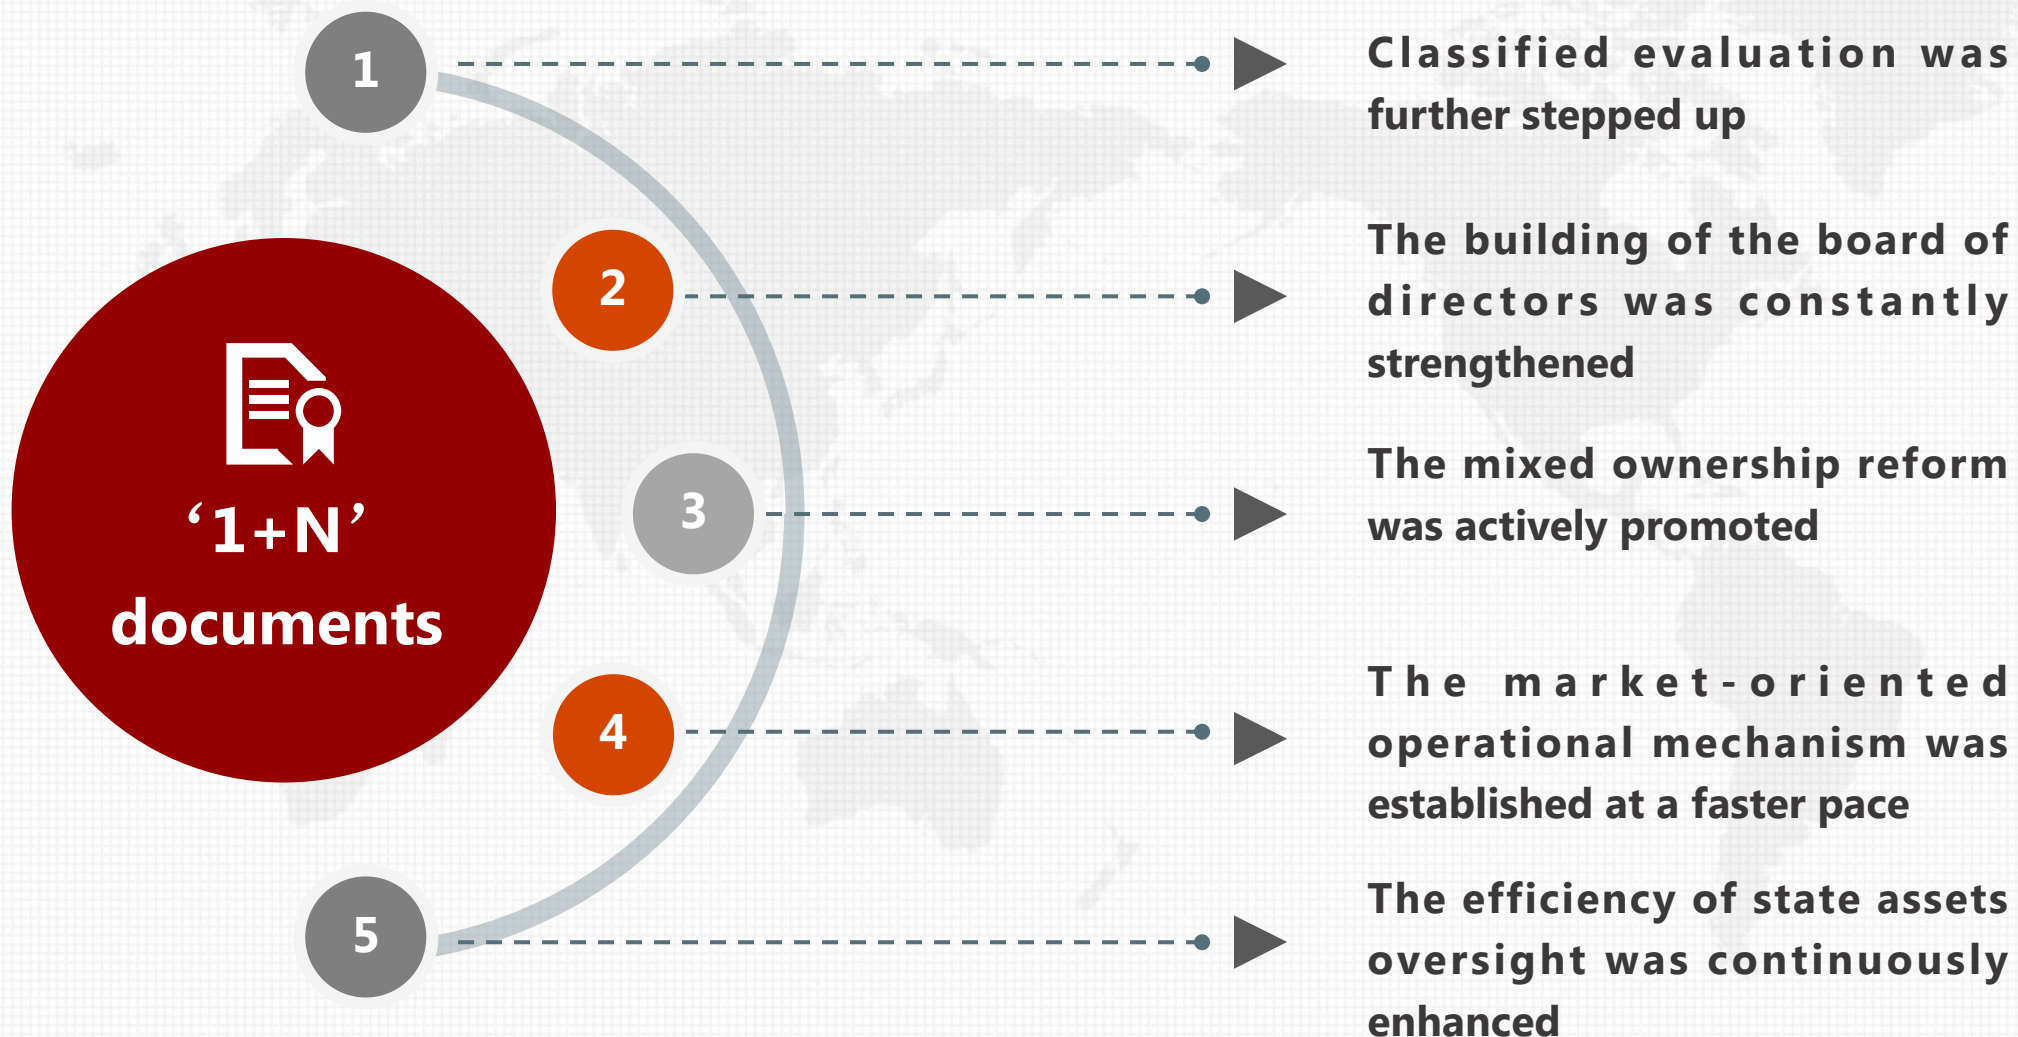 ‘1+N’
documents
1
Classified evaluation was
further stepped up
2
The building of the board of
directors was constantly
strengthened
3
The mixed ownership reform
was actively promoted
4
The market-oriented
operational mechanism was
established at a faster pace
5
The efficiency of state assets
oversight was continuously
enhanced